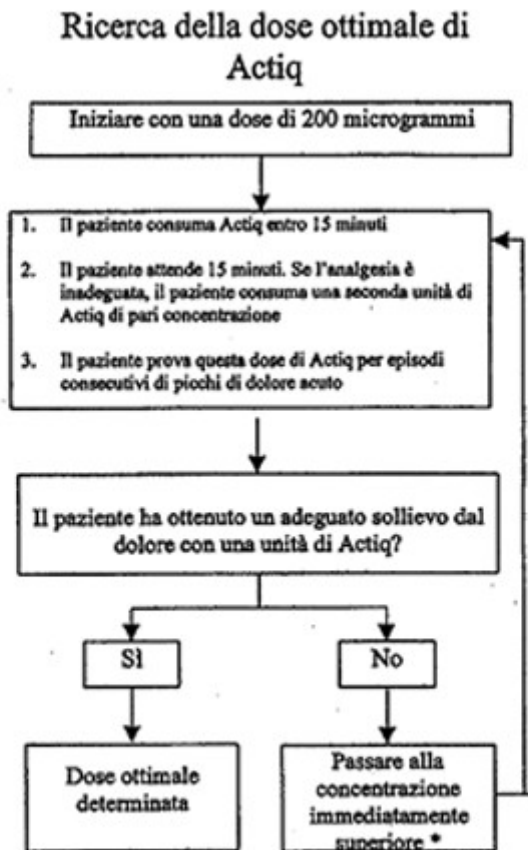 Ricerca della dose ottimale di
Actiq
Iniziare con una dose di 200 microgrammi
1. Il paziente consuma Actiq entro 15 minuti
2. Il paziente attende 15 minuti. Se l'analgesia è
inadeguata, il paziente consuma una seconda unità di
Actiq di pari concentrazione
3. Il paziente prova questa dose di Actiq per episodi
consecutivi di picchi di dolore acuto
Il paziente ha ottenuto un adeguato sollievo dal
dolore con una unità di Actiq?
Sì
No
Dose ottimale
determinata
Passare alla
concentrazione
immediatamente
superiore *